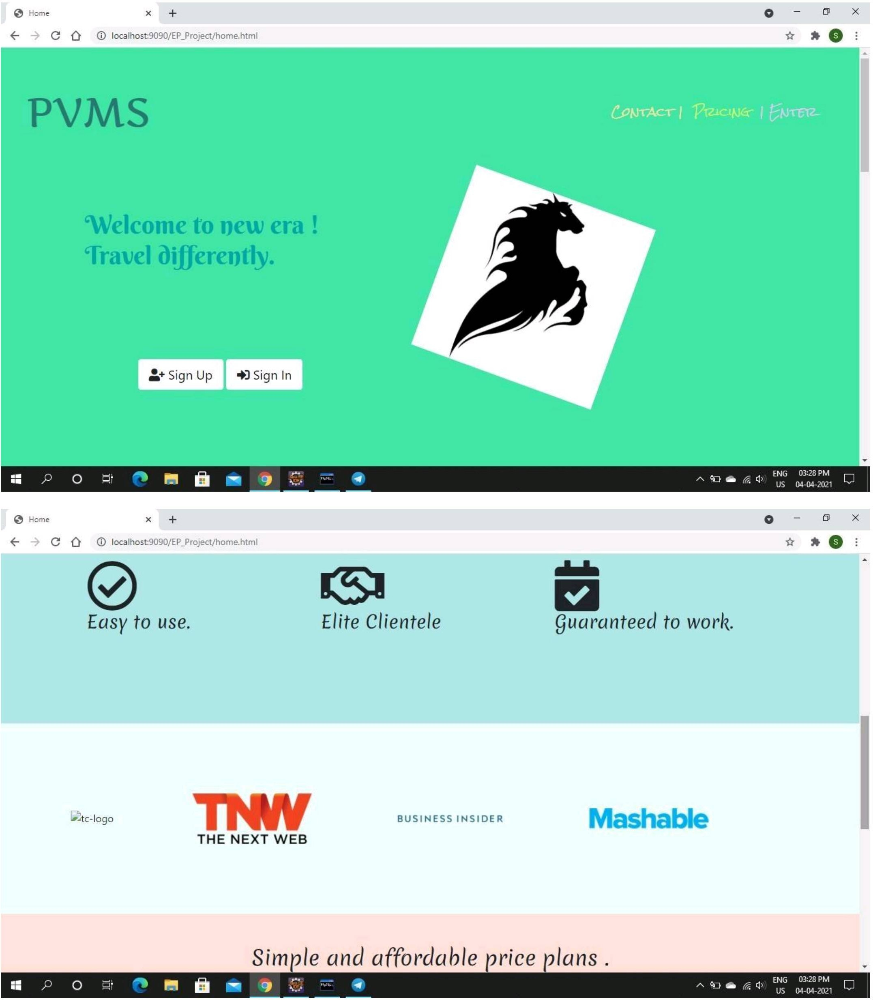 Home
localhost:9090/EP_Project/home.html
S
PVMS
CONTACT | PRICING | ENTER
Welcome to new era !
Travel differently.
Sign Up
Sign In
ENG
US
03:28 PM
04-04-2021
Home
localhost:9090/EP_Project/home.html
S
Easy to use.
Elite Clientele
Guaranteed to work.
tc-logo
TNW
THE NEXT WEB
BUSINESS INSIDER
Mashable
Simple and affordable price plans .
ENG
US
03:28 PM
04-04-2021